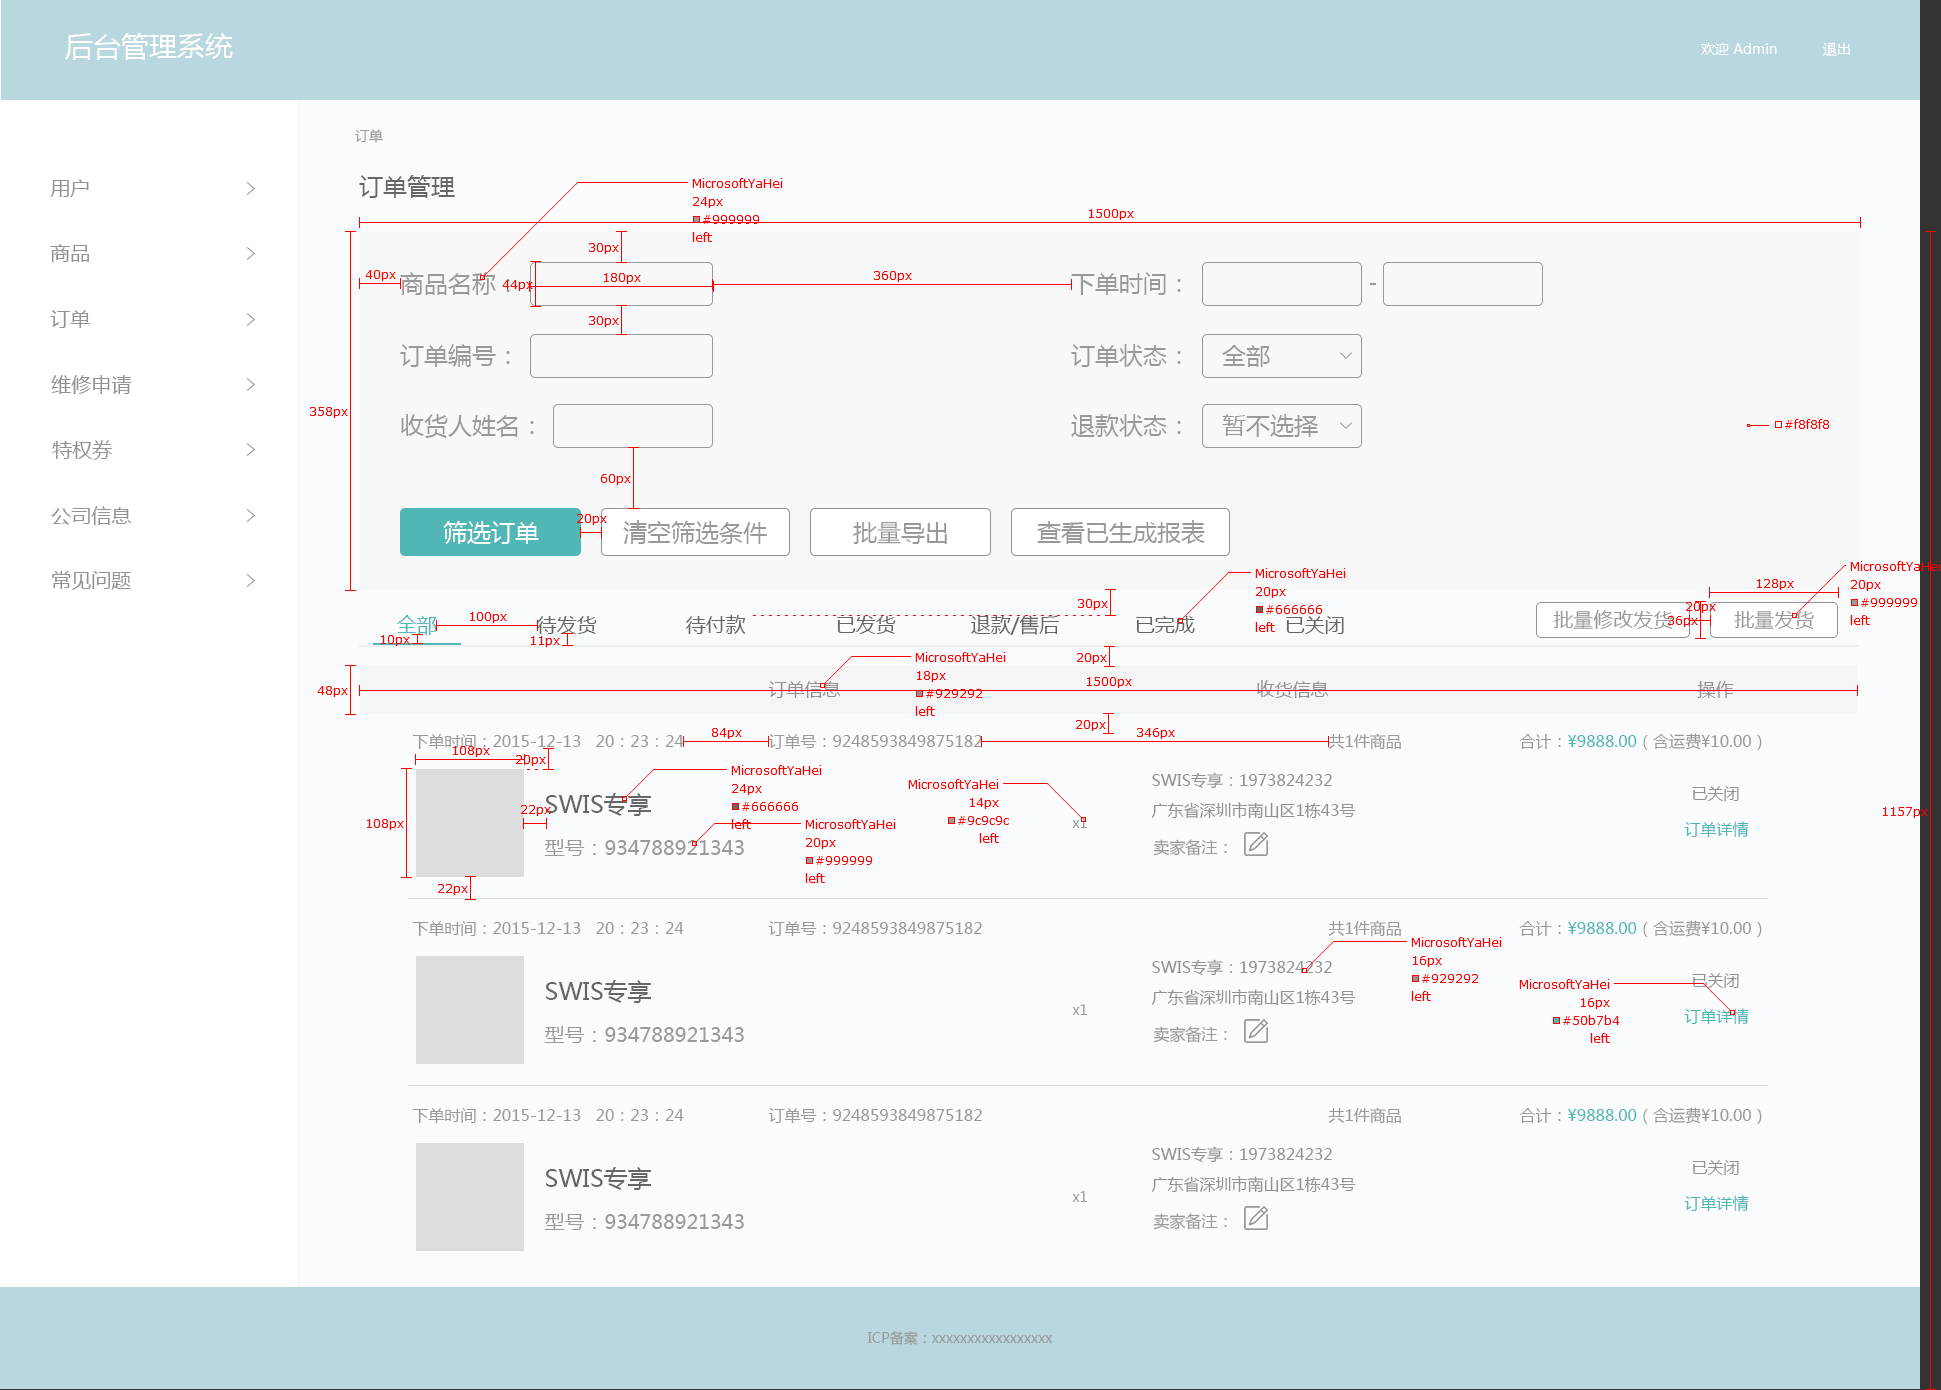 后台管理系统
欢迎 Admin
退出
订单
用户
商品
订单
维修申请
特权券
公司信息
常见问题
订单管理
MicrosoftYaHei
24px
#999999
left
1500px
30px
40px
商品名称：
44px
180px
360px
下单时间：
-
30px
订单编号：
订单状态：
全部
358px
收货人姓名：
退款状态：
暂不选择
#f8f8f8
60px
筛选订单
20px
清空筛选条件
批量导出
查看已生成报表
MicrosoftYaHei
20px
#666666
left
MicrosoftYaHei
20px
#999999
left
128px
30px
全部
100px
待发货
待付款
已发货
退款/售后
已完成
已关闭
批量修改发货
20px
36px
批量发货
10px
11px
20px
MicrosoftYaHei
18px
#929292
left
48px
订单信息
1500px
收货信息
操作
20px
下单时间：2015-12-13 20：23：24
84px
订单号：9248593849875182
346px
共1件商品
合计：¥9888.00（含运费¥10.00）
108px
20px
108px
22px
SWIS专享
MicrosoftYaHei
24px
#666666
left
型号：934788921343
MicrosoftYaHei
20px
#999999
left
MicrosoftYaHei
14px
#9c9c9c
left
x1
SWIS专享：1973824232
广东省深圳市南山区1栋43号
卖家备注：
已关闭
订单详情
1157px
22px
下单时间：2015-12-13 20：23：24
订单号：9248593849875182
共1件商品
合计：¥9888.00（含运费¥10.00）
SWIS专享
型号：934788921343
x1
SWIS专享：1973824232
广东省深圳市南山区1栋43号
卖家备注：
MicrosoftYaHei
16px
#929292
left
已关闭
订单详情
MicrosoftYaHei
16px
#50b7b4
left
下单时间：2015-12-13 20：23：24
订单号：9248593849875182
共1件商品
合计：¥9888.00（含运费¥10.00）
SWIS专享
型号：934788921343
x1
SWIS专享：1973824232
广东省深圳市南山区1栋43号
卖家备注：
已关闭
订单详情
ICP备案：xxxxxxxxxxxxxxxxx